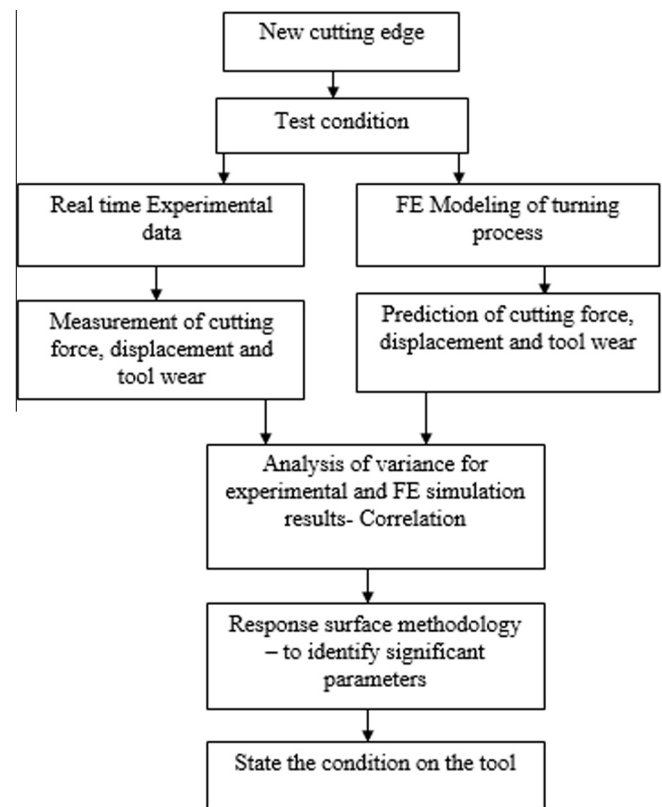 New cutting edge
Test condition
Real time Experimental
data
FE Modeling of turning
process
Measurement of cutting
force, displacement and
tool wear
Prediction of cutting force,
displacement and tool wear
Analysis of variance for
experimental and FE simulation
results- Correlation
Response surface methodology
– to identify significant
parameters
State the condition on the tool